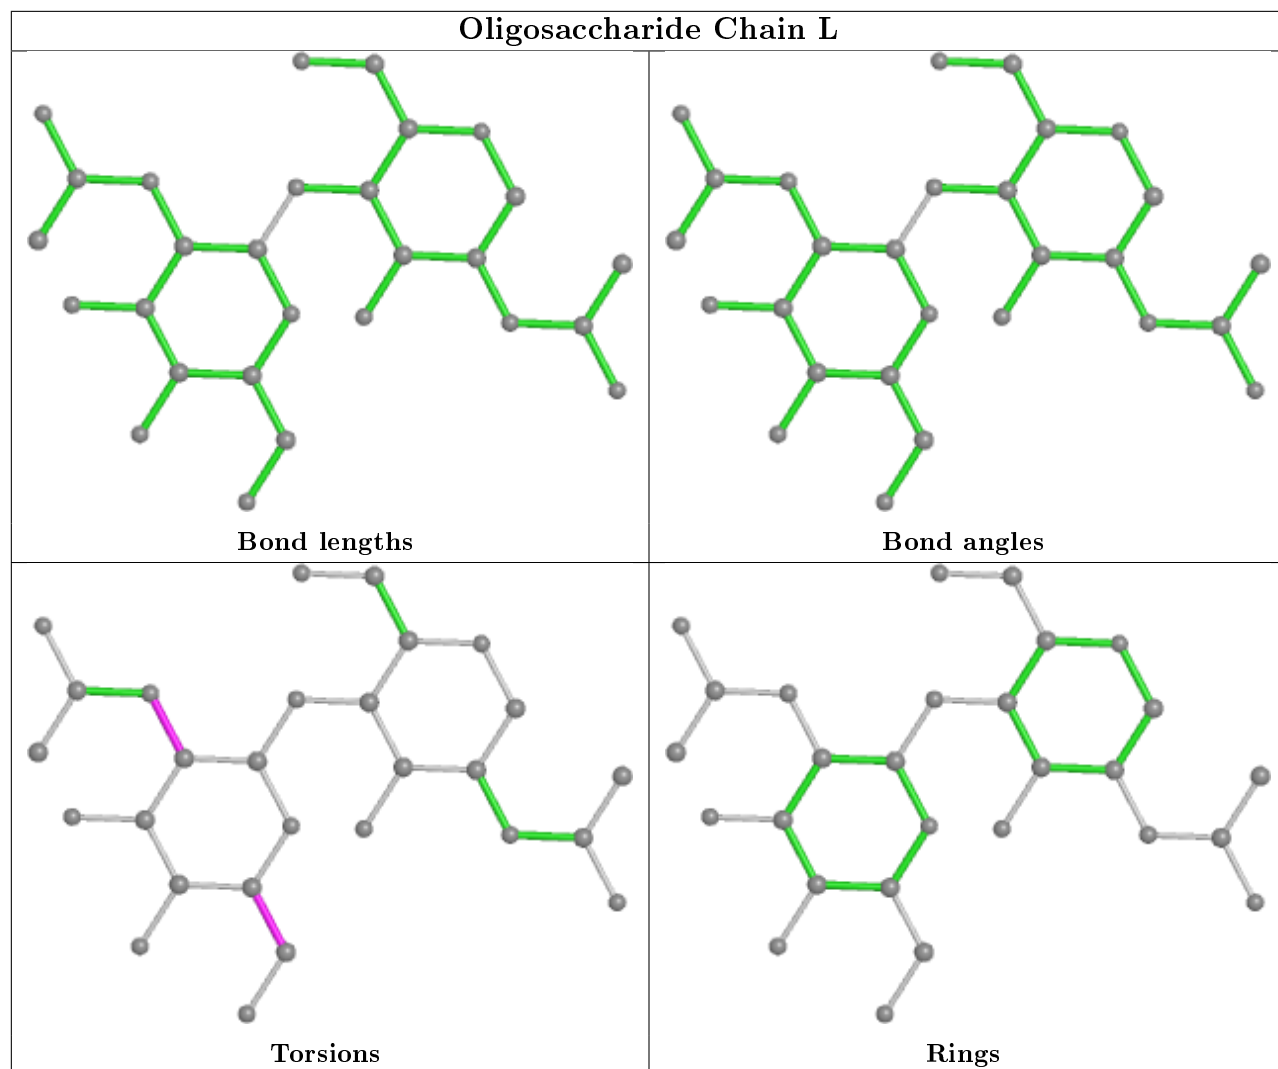 Oligosaccharide Chain L
Bond lengths
Bond angles
Torsions
Rings